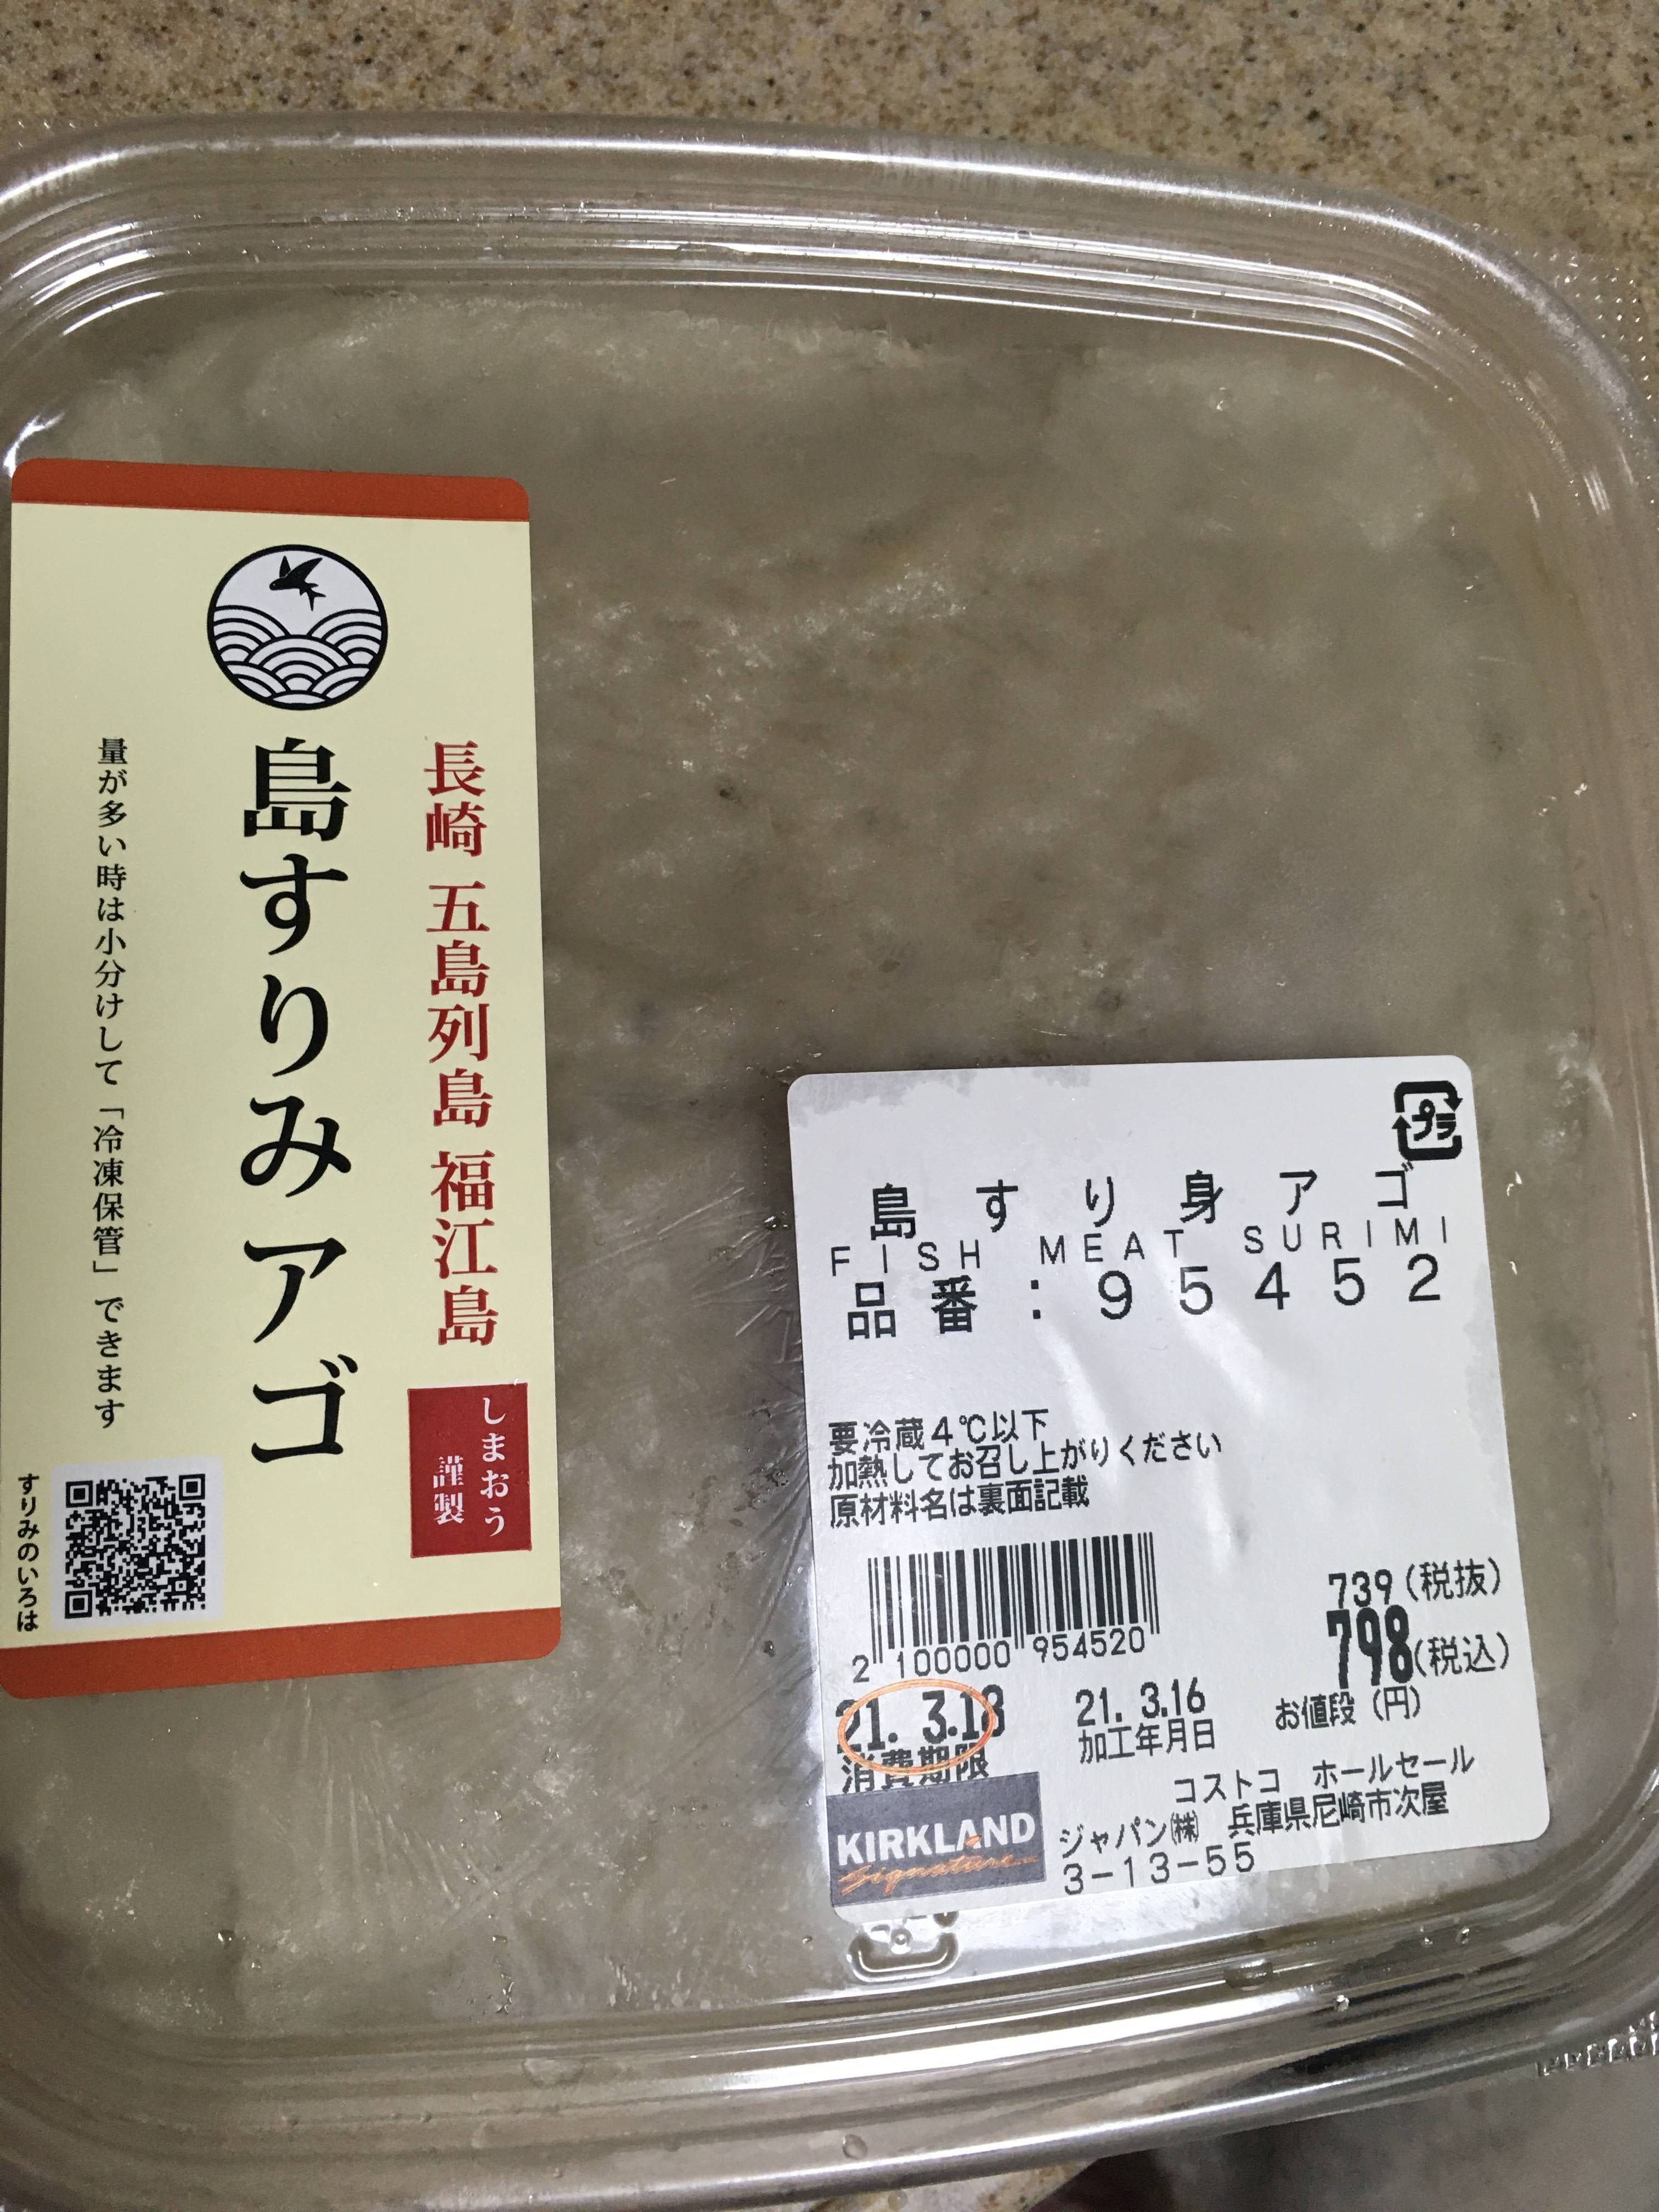 長崎 五島列島 福江島
しまおう
謹製
島すりみアゴ
量が多い時は小分けして「冷凍保管」できます
すりみのいろは
プラ
島すり身アゴ
FISH MEAT SURIMI
品番:95452
要冷蔵4℃以下
加熱してお召し上がりください
原材料名は裏面記載
2 100000 954520
739(税抜)
798(税込)
お値段(円)
21. 3.18
消費期限
21. 3.16
加工年月日
KIRKLAND
Signature
コストコ ホールセール
ジャパン㈱ 兵庫県尼崎市次屋
3-13-55